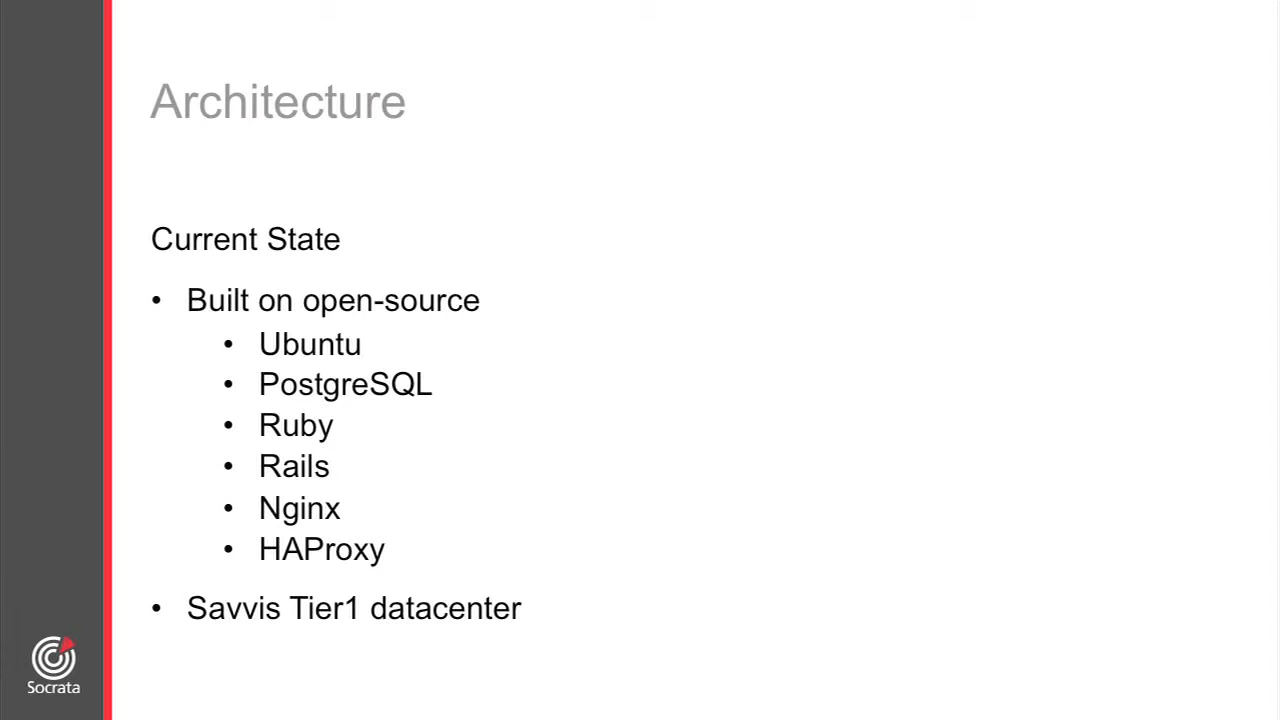 Architecture
Current State
• Built on open-source
• Ubuntu
• PostgreSQL
• Ruby
• Rails
• Nginx
• HAProxy
• Savvis Tier1 datacenter
Socrata